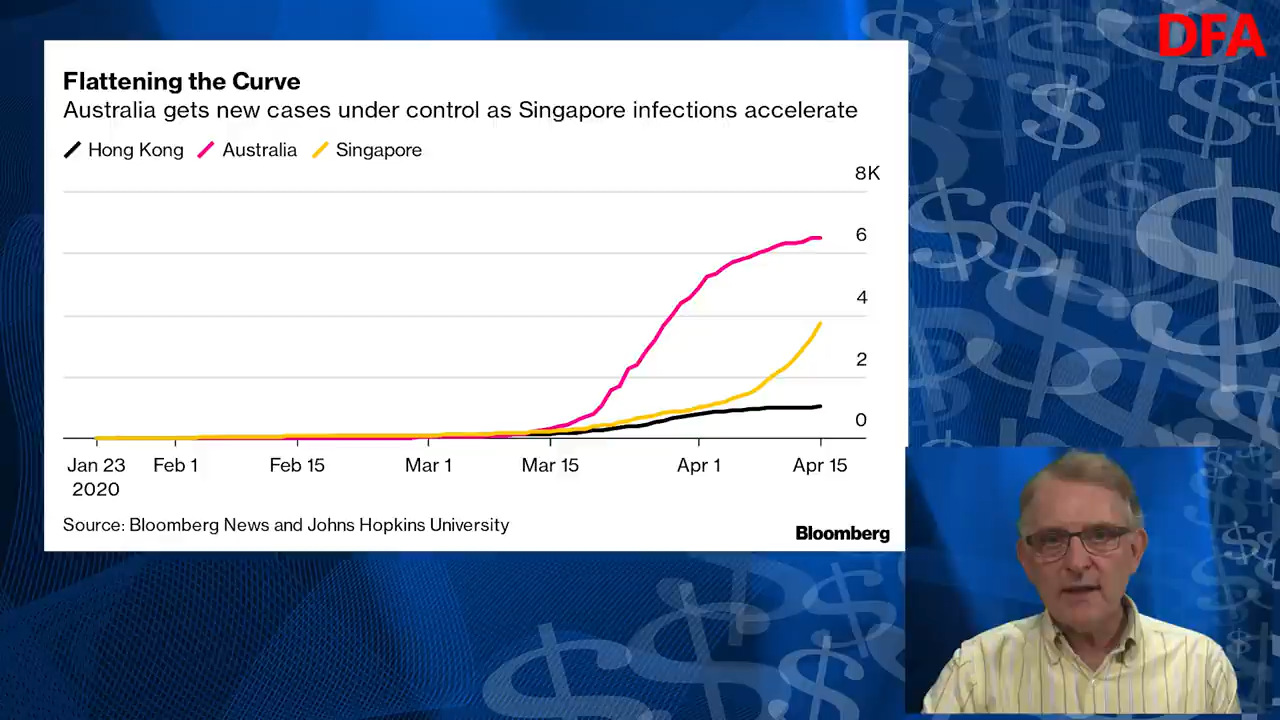 DFA
Flattening the Curve
Australia gets new cases under control as Singapore infections accelerate
Hong Kong Australia Singapore
8K
6
4
2
0
Jan 23 Feb 1 Feb 15 Mar 1 Mar 15 Apr 1 Apr 15
2020
Source: Bloomberg News and Johns Hopkins University
Bloomberg